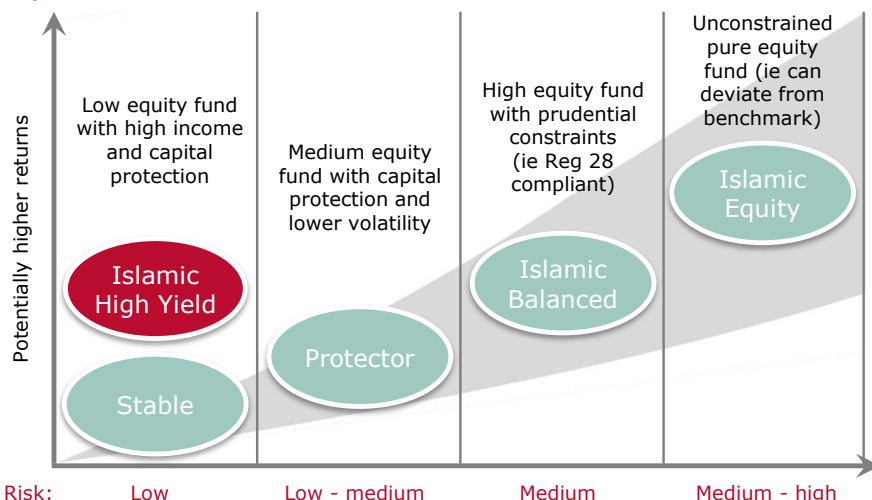 Low equity fund
with high income
and capital
protection
Medium equity
fund with capital
protection and
lower volatility
High equity fund
with prudential
constraints
(ie Reg 28
compliant)
Unconstrained
pure equity
fund (ie can
deviate from
benchmark)
Potentially higher returns
Islamic
High Yield
Stable
Protector
Islamic
Balanced
Islamic
Equity
Risk: Low Low - medium Medium Medium - high